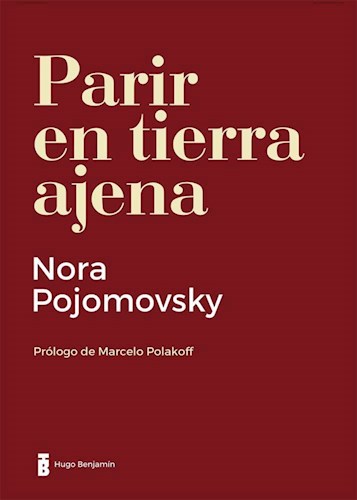 Parir
en tierra
ajena
Nora
Pojomovsky
Prólogo de Marcelo Polakoff
Hugo Benjamín